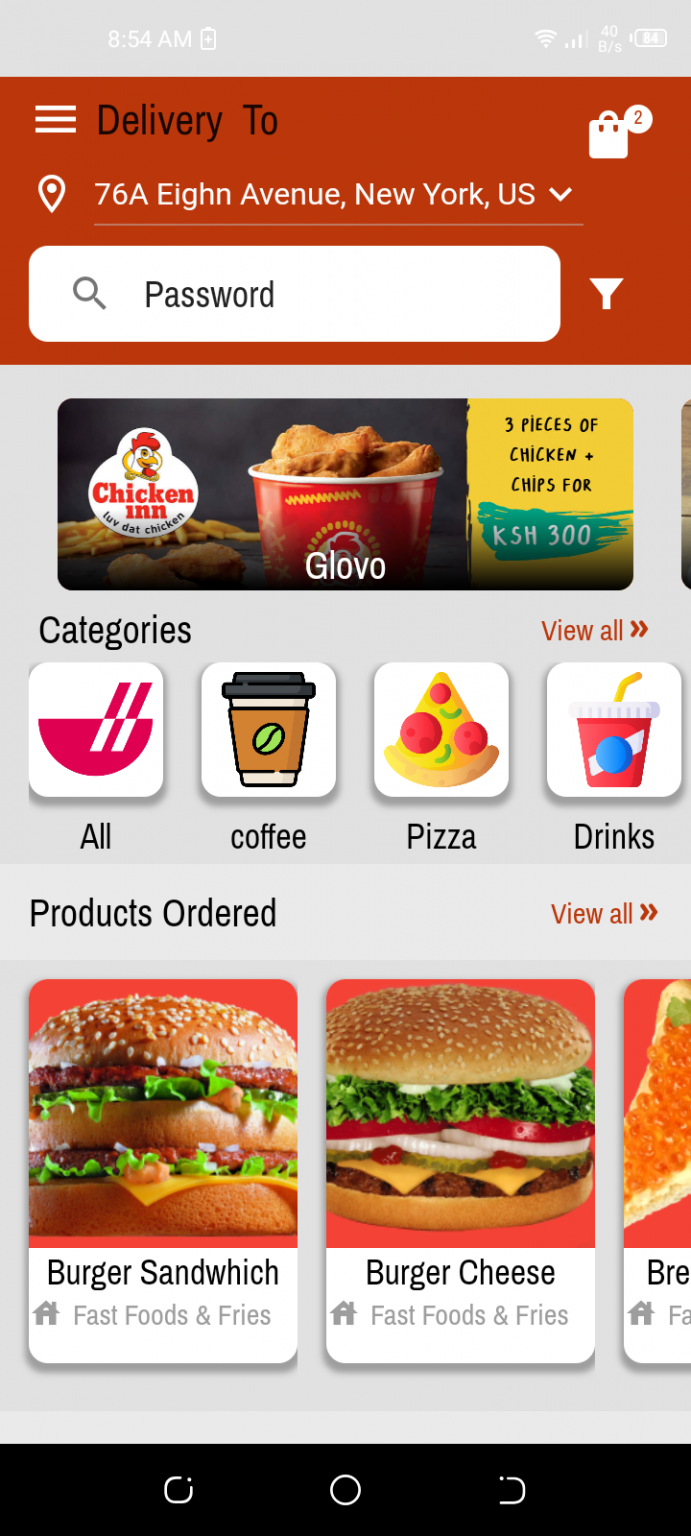 8:54 AM
40
B/s
84
Delivery To
2
76A Eighn Avenue, New York, US
Password
Chicken
inn
luv dat chicken
3 PIECES OF
CHICKEN +
CHIPS FOR
KSH 300
Glovo
Categories
View all »
All
coffee
Pizza
Drinks
Products Ordered
View all »
Burger Sandwhich
Burger Cheese
Bre
Fast Foods & Fries
Fast Foods & Fries
Fa